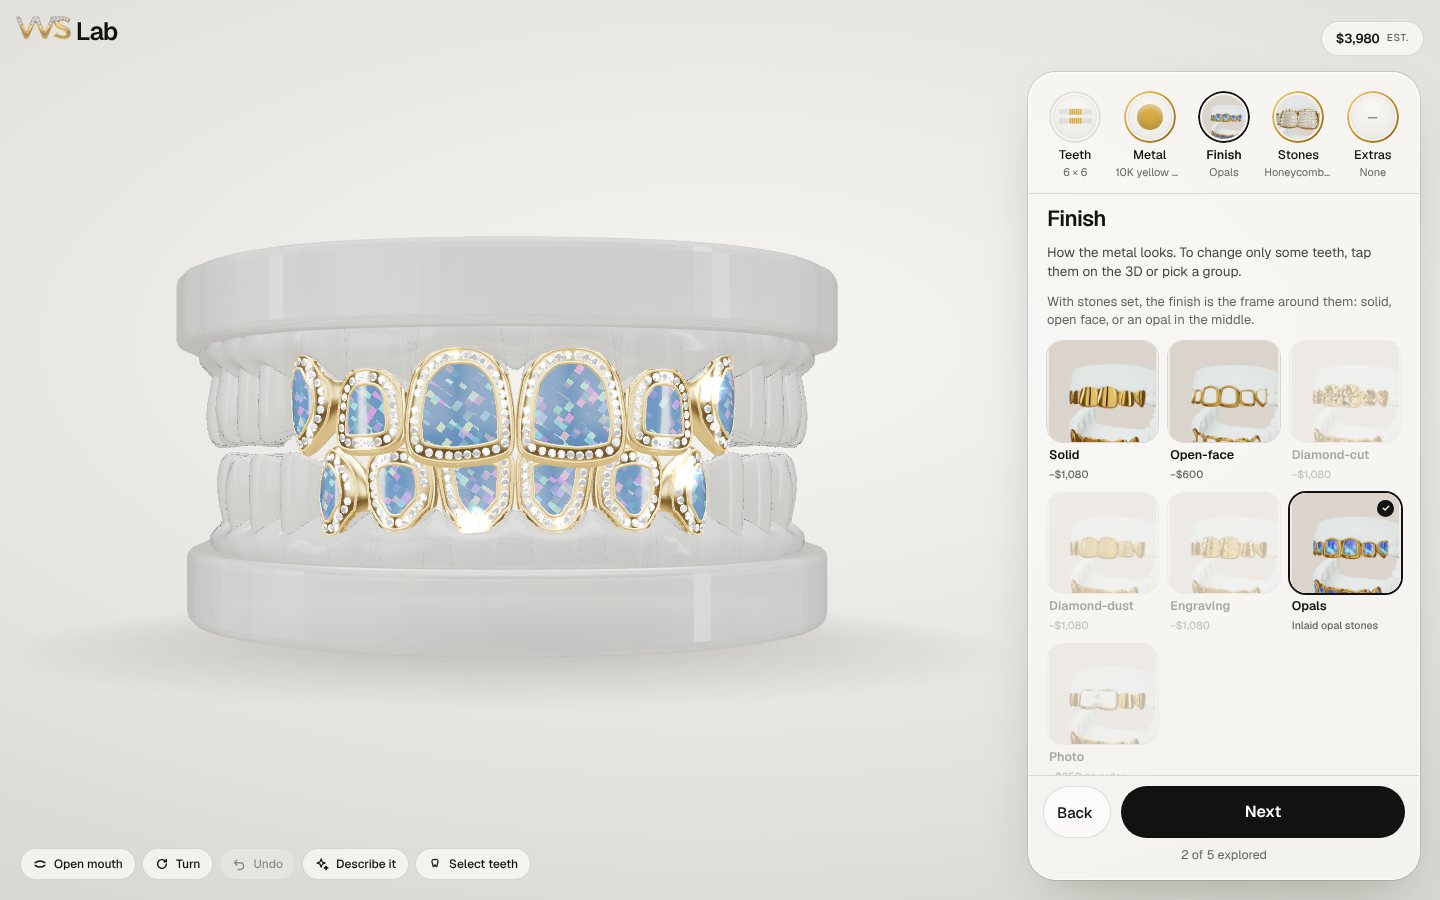 VVS Lab
$3,980 EST.
Teeth
6 × 6
Metal
10K yellow ...
Finish
Opals
Stones
Honeycomb...
Extras
None
Finish
How the metal looks. To change only some teeth, tap
them on the 3D or pick a group.
With stones set, the finish is the frame around them: solid,
open face, or an opal in the middle.
Solid
−$1,080
Open-face
−$600
Diamond-cut
−$1,080
Diamond-dust
−$1,080
Engraving
−$1,080
Opals
Inlaid opal stones
Photo
Back
Next
2 of 5 explored
Open mouth
Turn
Undo
Describe it
Select teeth